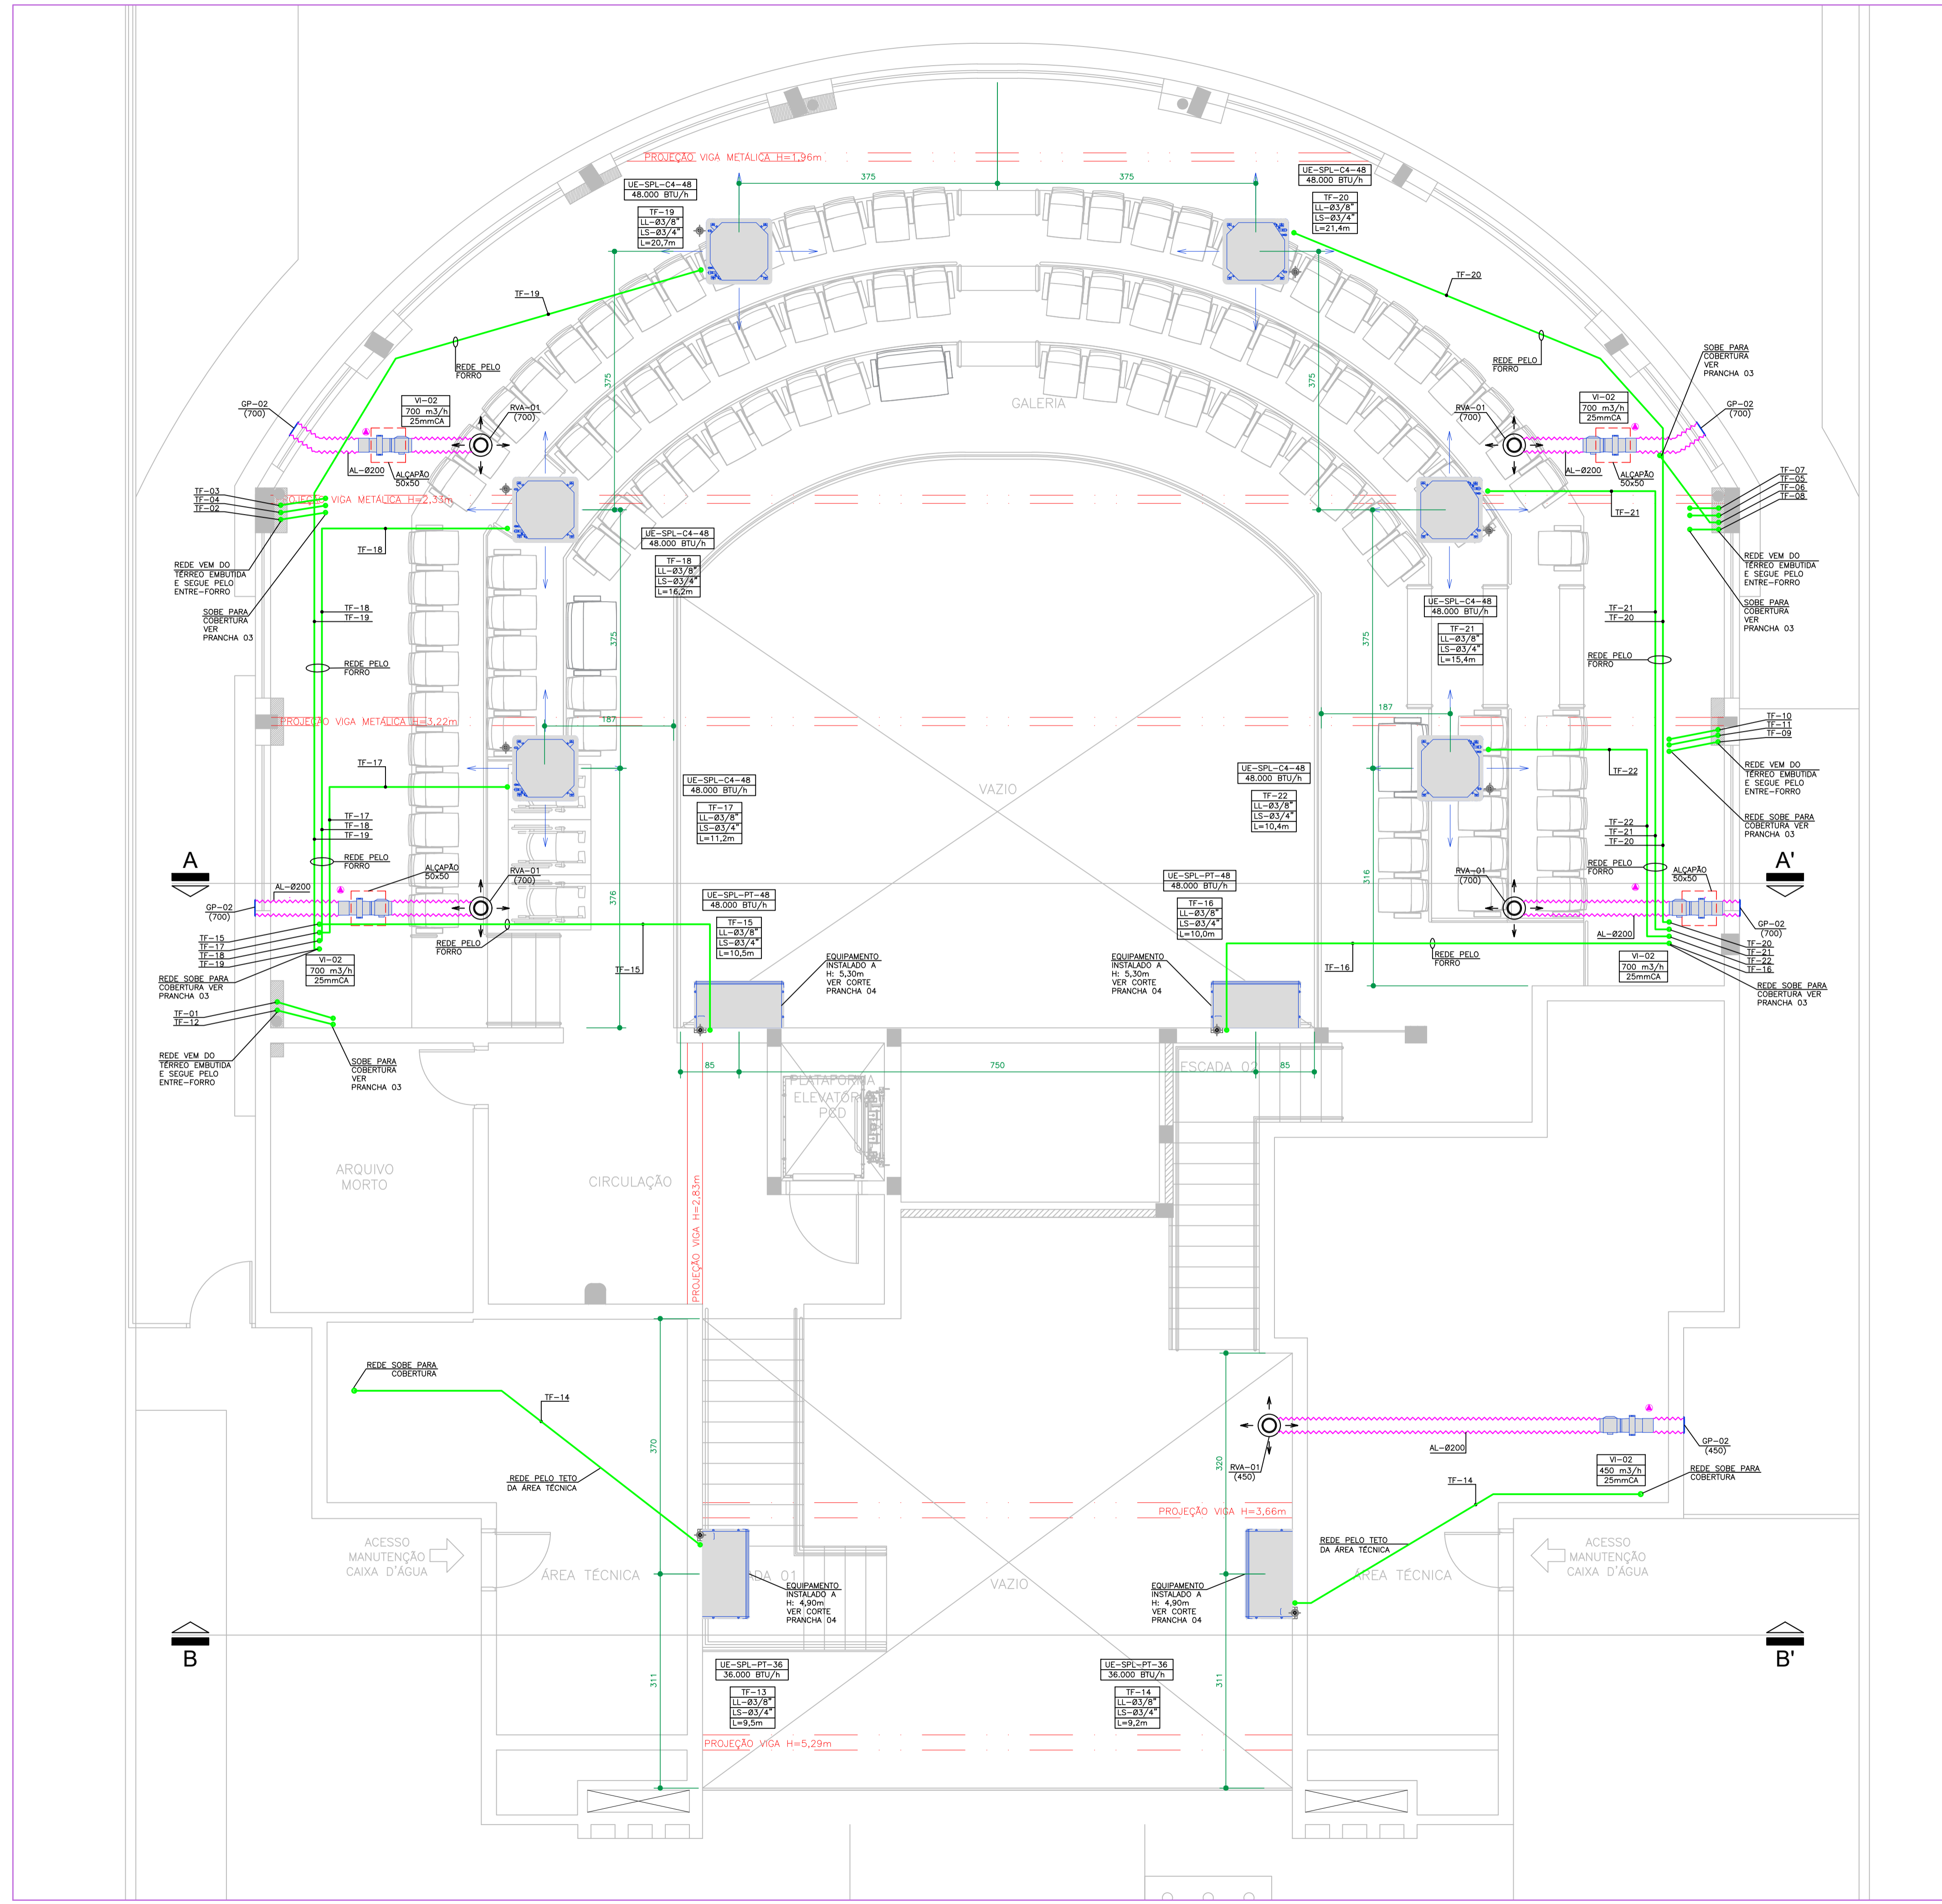 PROJEÇÃO VIGA METÁLICA H=1,96m
UE-SPL-C4-48
48.000 BTU/h
TF-19
LL-Ø3/8"
LS-Ø3/4"
L=20,7m
375
375
UE-SPL-C4-48
48.000 BTU/h
TF-20
LL-Ø3/8"
LS-Ø3/4"
L=21,4m
TF-19
TF-20
REDE PELO
FORRO
375
375
REDE PELO
FORRO
SOBE PARA
COBERTURA
VER
PRANCHA 03
GALERIA
GP-02
(700)
VI-02
700 m3/h
25mmCA
RVA-01
(700)
AL-Ø200
ALÇAPÃO
50x50
RVA-01
(700)
VI-02
700 m3/h
25mmCA
GP-02
(700)
AL-Ø200
ALÇAPÃO
50x50
TF-03
TF-04
TF-02
PROJEÇÃO VIGA METÁLICA H=2,33m
TF-07
TF-05
TF-06
TF-08
TF-18
TF-21
UE-SPL-C4-48
48.000 BTU/h
TF-18
LL-Ø3/8"
LS-Ø3/4"
L=16,2m
REDE VEM DO
TÉRREO EMBUTIDA
E SEGUE PELO
ENTRE-FORRO
SOBE PARA
COBERTURA
VER
PRANCHA 03
TF-18
TF-19
REDE PELO
FORRO
375
375
UE-SPL-C4-48
48.000 BTU/h
TF-21
LL-Ø3/8"
LS-Ø3/4"
L=15,4m
TF-21
TF-20
REDE PELO
FORRO
REDE VEM DO
TÉRREO EMBUTIDA
E SEGUE PELO
ENTRE-FORRO
SOBE PARA
COBERTURA
VER
PRANCHA 03
PROJEÇÃO VIGA METÁLICA H=3,22m
187
187
TF-10
TF-11
TF-09
TF-17
TF-22
REDE VEM DO
TÉRREO EMBUTIDA
E SEGUE PELO
ENTRE-FORRO
REDE SOBE PARA
COBERTURA VER
PRANCHA 03
UE-SPL-C4-48
48.000 BTU/h
TF-17
LL-Ø3/8"
LS-Ø3/4"
L=11,2m
VAZIO
UE-SPL-C4-48
48.000 BTU/h
TF-22
LL-Ø3/8"
LS-Ø3/4"
L=10,4m
TF-17
TF-18
TF-19
REDE PELO
FORRO
TF-22
TF-21
TF-20
REDE PELO
FORRO
A
A'
AL-Ø200
ALÇAPÃO
50x50
RVA-01
(700)
GP-02
(700)
376
316
UE-SPL-PT-48
48.000 BTU/h
TF-15
LL-Ø3/8"
LS-Ø3/4"
L=10,5m
UE-SPL-PT-48
48.000 BTU/h
TF-16
LL-Ø3/8"
LS-Ø3/4"
L=10,0m
RVA-01
(700)
ALÇAPÃO
50x50
AL-Ø200
GP-02
(700)
TF-15
TF-17
TF-18
TF-19
REDE SOBE PARA
COBERTURA VER
PRANCHA 03
VI-02
700 m3/h
25mmCA
REDE PELO
FORRO
TF-15
EQUIPAMENTO
INSTALADO A
H: 5,30m
VER CORTE
PRANCHA 04
EQUIPAMENTO
INSTALADO A
H: 5,30m
VER CORTE
PRANCHA 04
TF-16
REDE PELO
FORRO
VI-02
700 m3/h
25mmCA
TF-20
TF-21
TF-22
TF-16
REDE SOBE PARA
COBERTURA VER
PRANCHA 03
TF-01
TF-12
REDE VEM DO
TÉRREO EMBUTIDA
E SEGUE PELO
ENTRE-FORRO
SOBE PARA
COBERTURA
VER
PRANCHA 03
85
750
85
PLATAFORMA
ELEVATÓRIA
PCD
ESCADA 02
ARQUIVO
MORTO
CIRCULAÇÃO
PROJEÇÃO VIGA H=2,83m
REDE SOBE PARA
COBERTURA
TF-14
REDE PELO TETO
DA ÁREA TÉCNICA
370
320
RVA-01
(450)
AL-Ø200
GP-02
(450)
VI-02
450 m3/h
25mmCA
REDE SOBE PARA
COBERTURA
TF-14
PROJEÇÃO VIGA H=3,66m
REDE PELO TETO
DA ÁREA TÉCNICA
ACESSO
MANUTENÇÃO
CAIXA D'ÁGUA
ÁREA TÉCNICA
ADA 01
VAZIO
ÁREA TÉCNICA
ACESSO
MANUTENÇÃO
CAIXA D'ÁGUA
EQUIPAMENTO
INSTALADO A
H: 4,90m
VER CORTE
PRANCHA 04
EQUIPAMENTO
INSTALADO A
H: 4,90m
VER CORTE
PRANCHA 04
B
B'
311
311
UE-SPL-PT-36
36.000 BTU/h
TF-13
LL-Ø3/8"
LS-Ø3/4"
L=9,5m
UE-SPL-PT-36
36.000 BTU/h
TF-14
LL-Ø3/8"
LS-Ø3/4"
L=9,2m
PROJEÇÃO VIGA H=5,29m